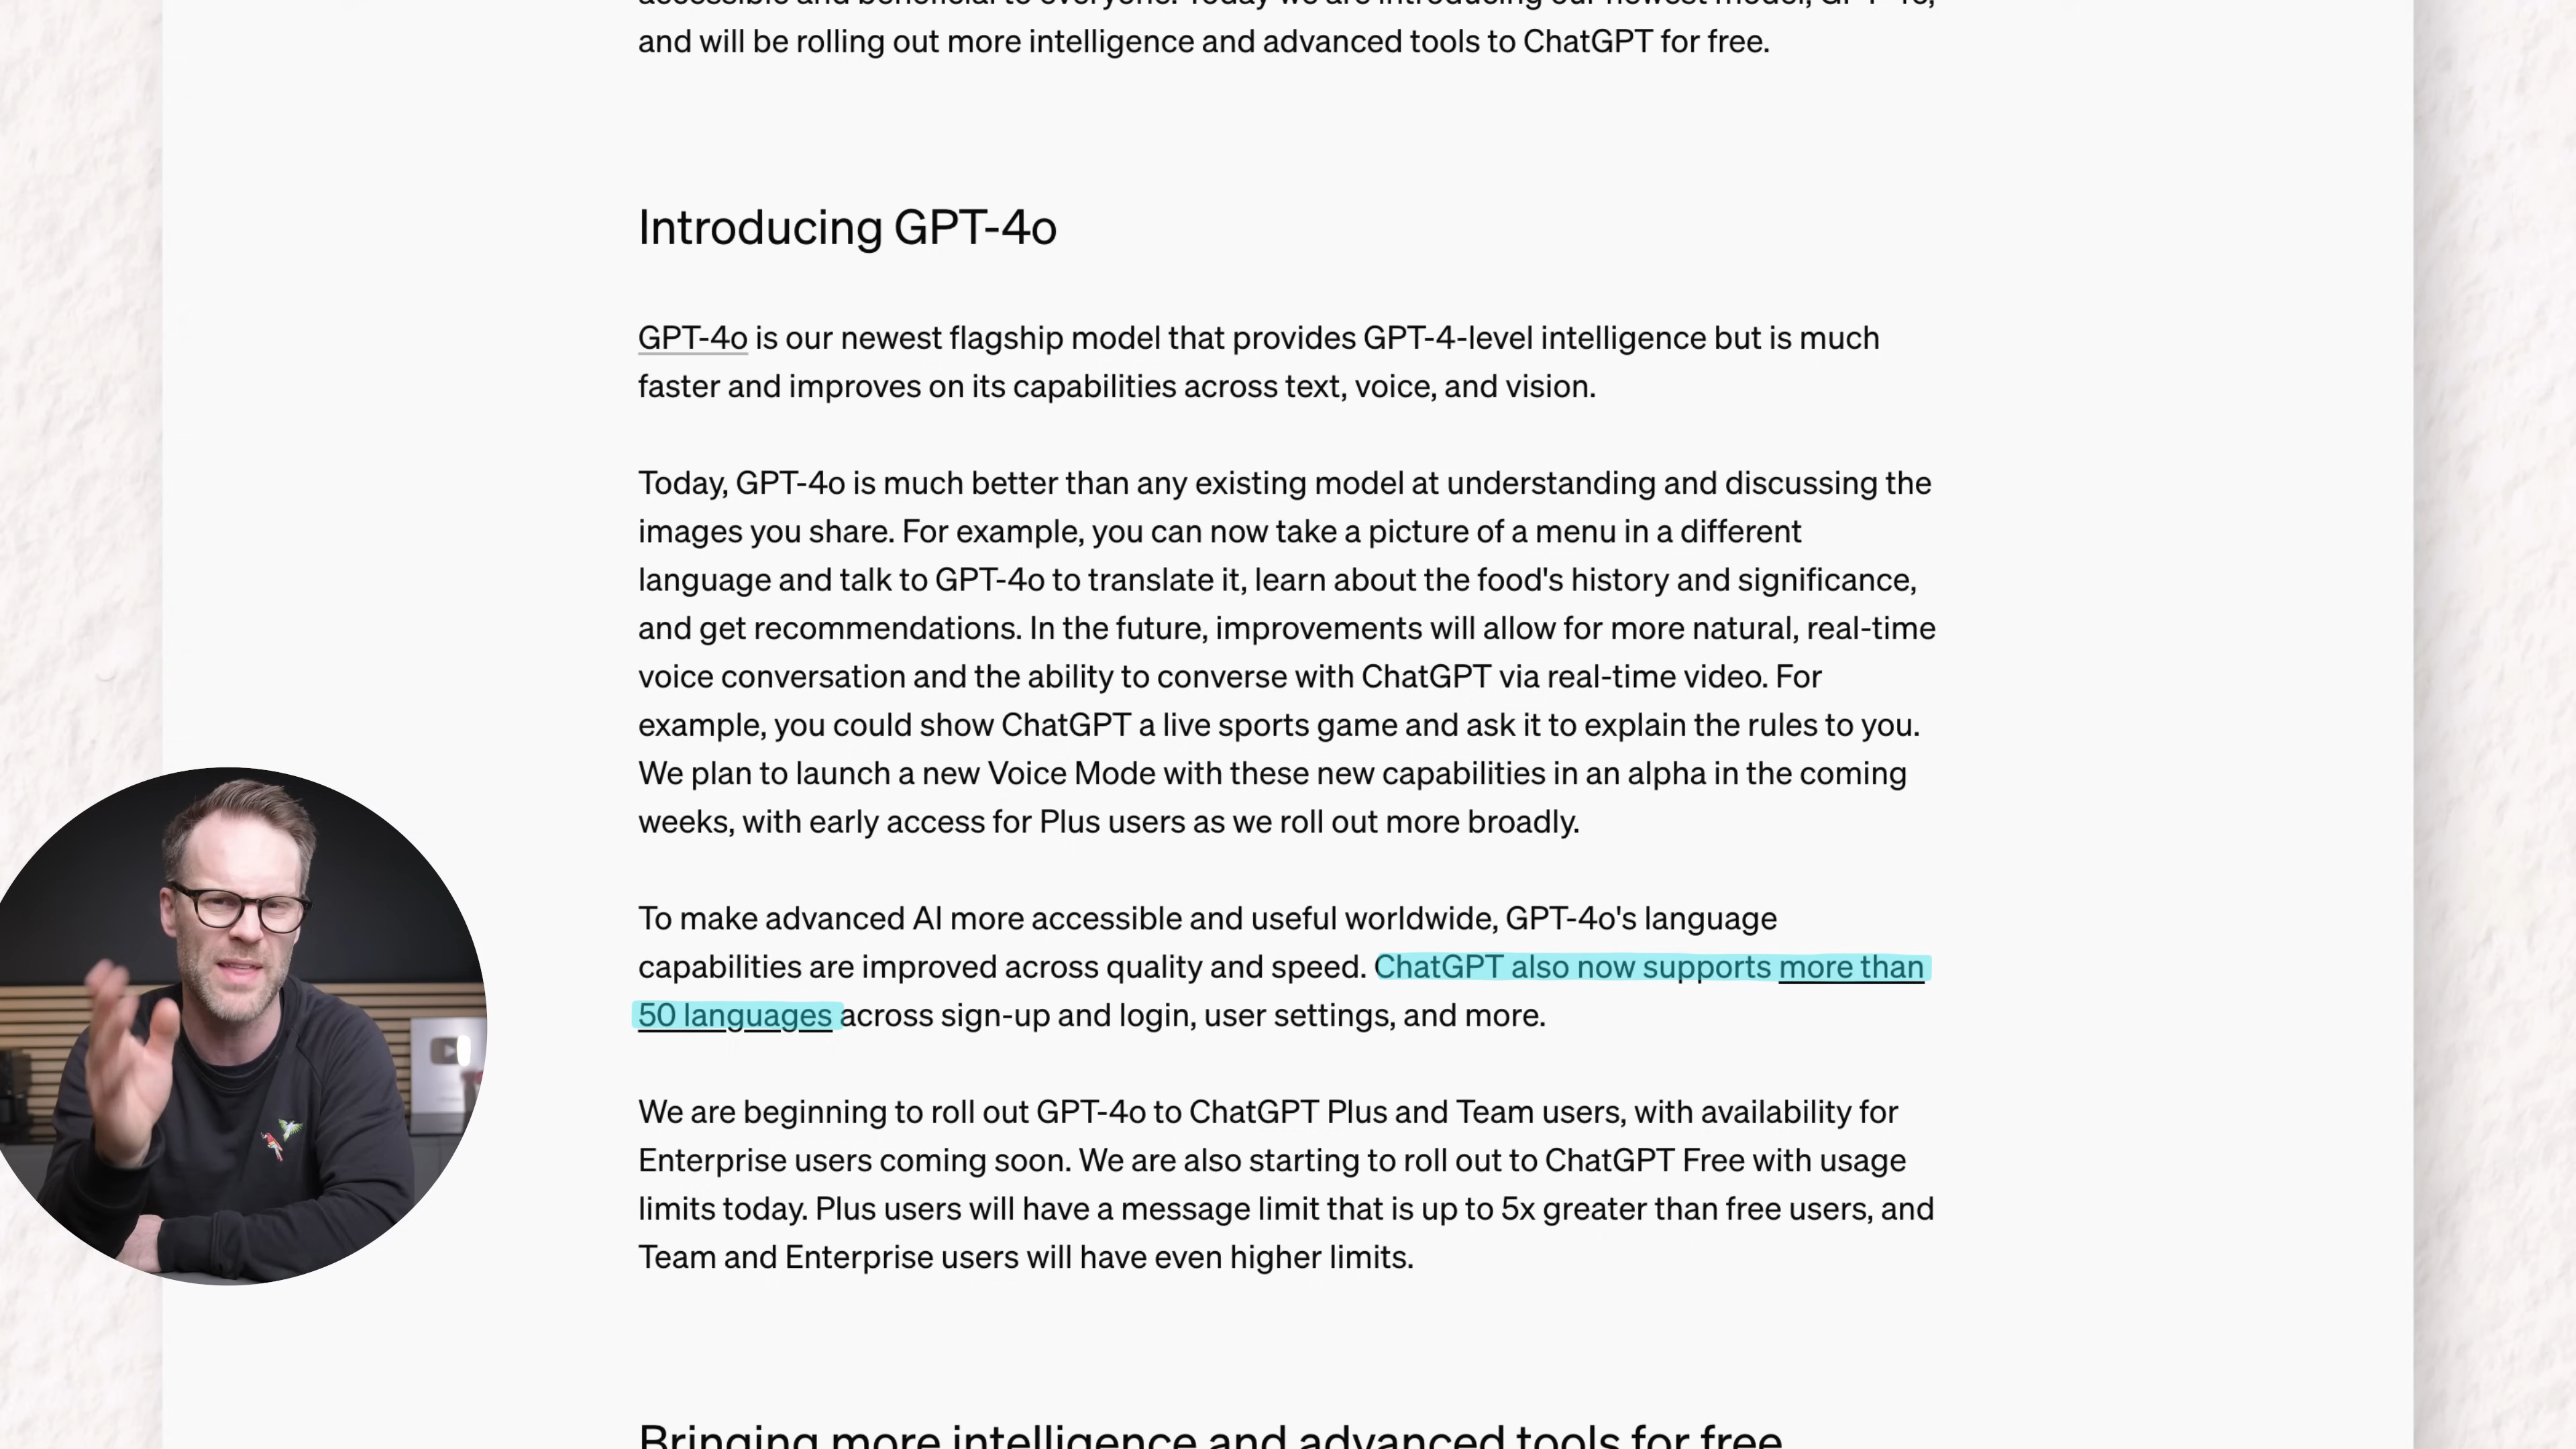 accessible and beneficial to everyone. Today we are introducing our newest model, GPT-4o,
and will be rolling out more intelligence and advanced tools to ChatGPT for free.
Introducing GPT-4o
GPT-4o is our newest flagship model that provides GPT-4-level intelligence but is much
faster and improves on its capabilities across text, voice, and vision.
Today, GPT-4o is much better than any existing model at understanding and discussing the
images you share. For example, you can now take a picture of a menu in a different
language and talk to GPT-4o to translate it, learn about the food's history and significance,
and get recommendations. In the future, improvements will allow for more natural, real-time
voice conversation and the ability to converse with ChatGPT via real-time video. For
example, you could show ChatGPT a live sports game and ask it to explain the rules to you.
We plan to launch a new Voice Mode with these new capabilities in an alpha in the coming
weeks, with early access for Plus users as we roll out more broadly.
To make advanced AI more accessible and useful worldwide, GPT-4o's language
capabilities are improved across quality and speed. ChatGPT also now supports more than
50 languages across sign-up and login, user settings, and more.
We are beginning to roll out GPT-4o to ChatGPT Plus and Team users, with availability for
Enterprise users coming soon. We are also starting to roll out to ChatGPT Free with usage
limits today. Plus users will have a message limit that is up to 5x greater than free users, and
Team and Enterprise users will have even higher limits.
Bringing more intelligence and advanced tools for free